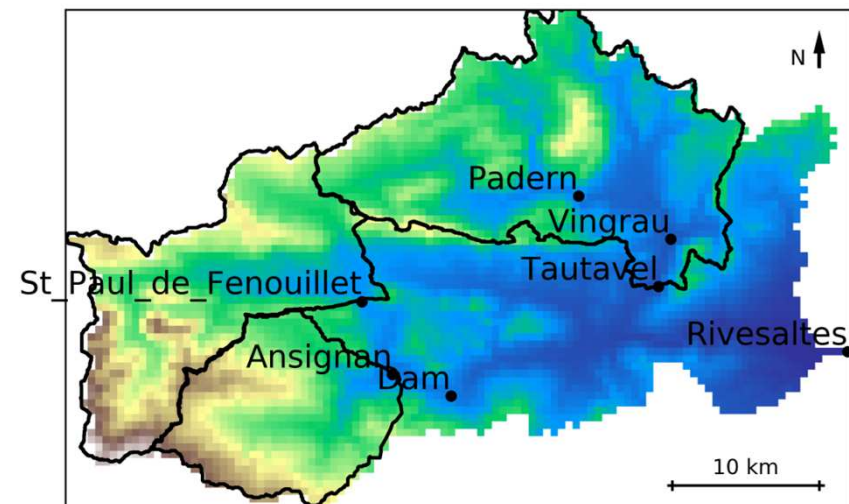 N
Padern
Vingrau
St_Paul_de_Fenouillet
Tautavel
Rivesaltes
Ansignan
Dam
10 km